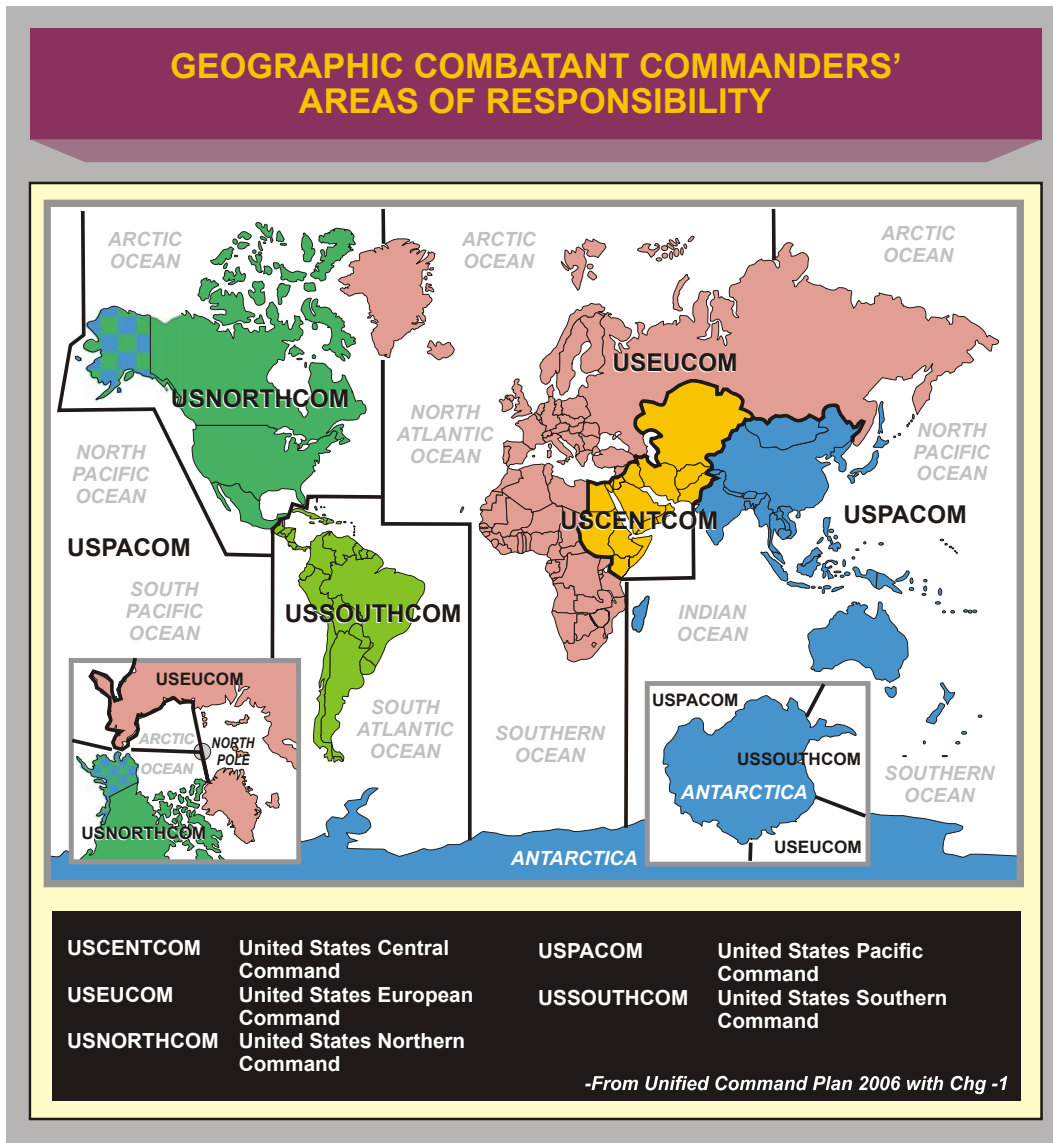 GEOGRAPHIC COMBATANT COMMANDERS'
AREAS OF RESPONSIBILITY
ARCTIC
OCEAN
ARCTIC
OCEAN
ARCTIC
OCEAN
USEUCOM
USNORTHCOM
NORTH
ATLANTIC
OCEAN
NORTH
PACIFIC
OCEAN
NORTH
PACIFIC
OCEAN
USCENTCOM
USPACOM
USPACOM
SOUTH
PACIFIC
OCEAN
USSOUTHCOM
INDIAN
OCEAN
SOUTH
ATLANTIC
OCEAN
SOUTHERN
OCEAN
SOUTHERN
OCEAN
USEUCOM
ARCTIC
OCEAN
NORTH
POLE
USNORTHCOM
USPACOM
USSOUTHCOM
ANTARCTICA
USEUCOM
ANTARCTICA
USCENTCOM United States Central
Command
USEUCOM United States European
Command
USNORTHCOM United States Northern
Command
USPACOM United States Pacific
Command
USSOUTHCOM United States Southern
Command
-From Unified Command Plan 2006 with Chg -1